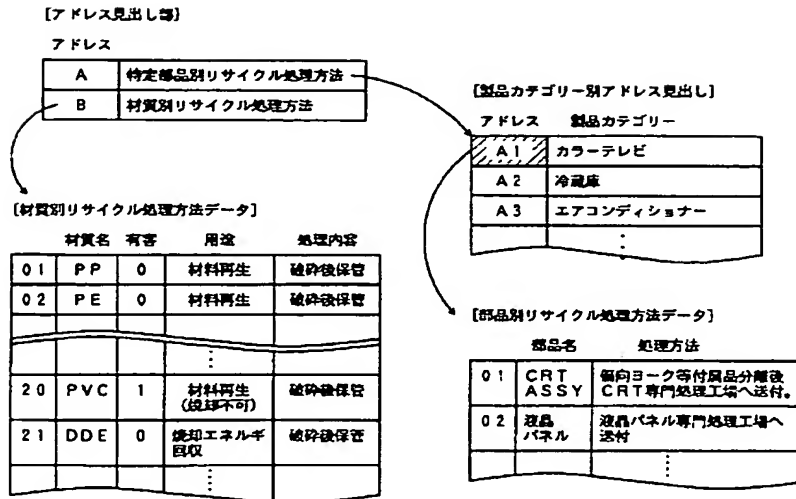 [アドレス見出し部}
アドレス
A 特定部品別リサイクル処理方法
B 材質別リサイクル処理方法
[製品カテゴリー別アドレス見出し]
アドレス 製品カテゴリー
A1 カラーテレビ
A2 冷蔵庫
A3 エアコンディショナー
[材質別リサイクル処理方法データ]
材質名 有害 用途 処理内容
01 PP 0 材料再生 破砕後保管
02 PE 0 材料再生 破砕後保管
20 PVC 1 材料再生 破砕後保管
(焼却不可)
21 DDE 0 焼却エネルギ 破砕後保管
回収
[部品別リサイクル処理方法データ]
部品名 処理方法
01 CRT 偏向ヨーク等付属品分離後
ASSY CRT専門処理工場へ送付。
02 液晶 液晶パネル専門処理工場へ
パネル 送付